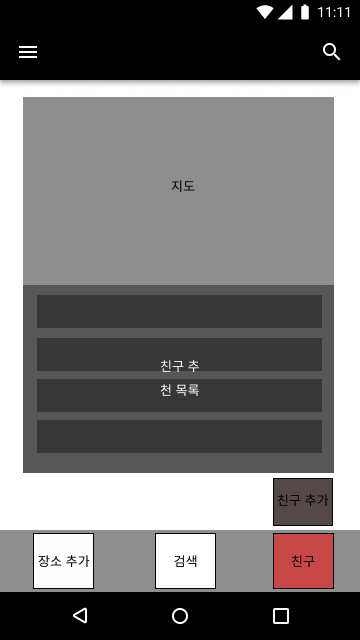 11:11
지도
친구 추
천 목록
친구 추가
장소 추가
검색
친구